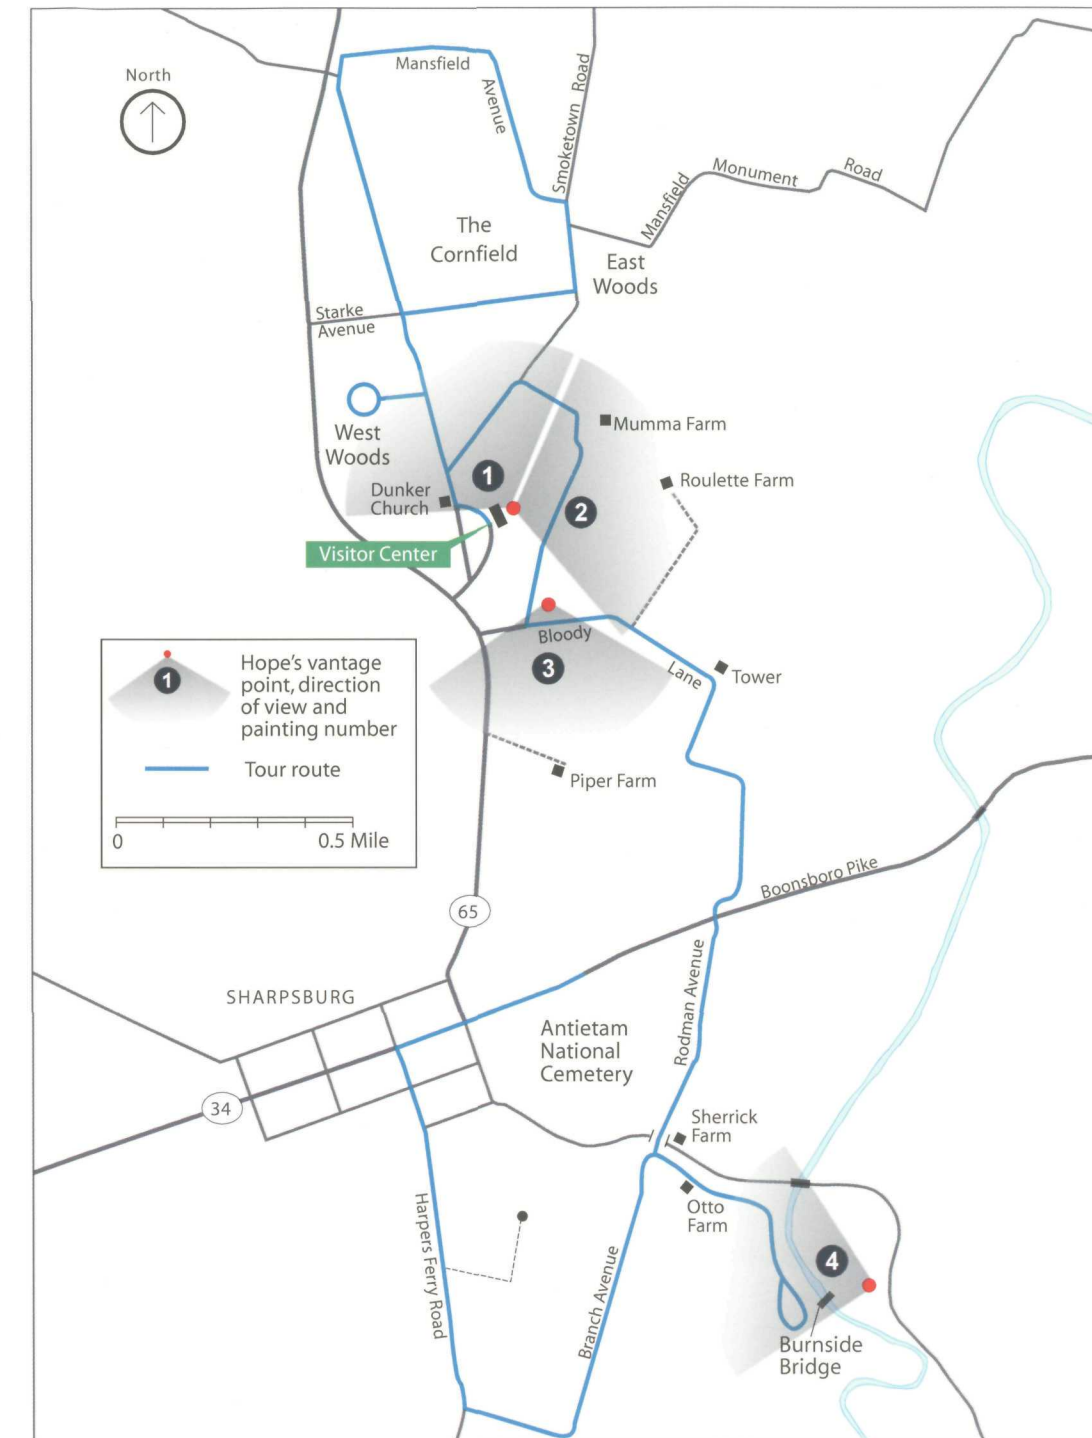 North
Mansfield
Avenue
Smoketown Road
Mansfield
Monument
Road
The
Cornfield
East
Woods
Starke
Avenue
West
Woods
Mumma Farm
1
Dunker
Church
Roulette Farm
2
Visitor Center
Bloody
Lane
3
Tower
1
Hope's vantage
point, direction
of view and
painting number
Tour route
0
0.5 Mile
Piper Farm
Boonsboro Pike
65
SHARPSBURG
Rodman Avenue
Antietam
National
Cemetery
34
Sherrick
Farm
Otto
Farm
Harpers Ferry Road
Branch Avenue
4
Burnside
Bridge